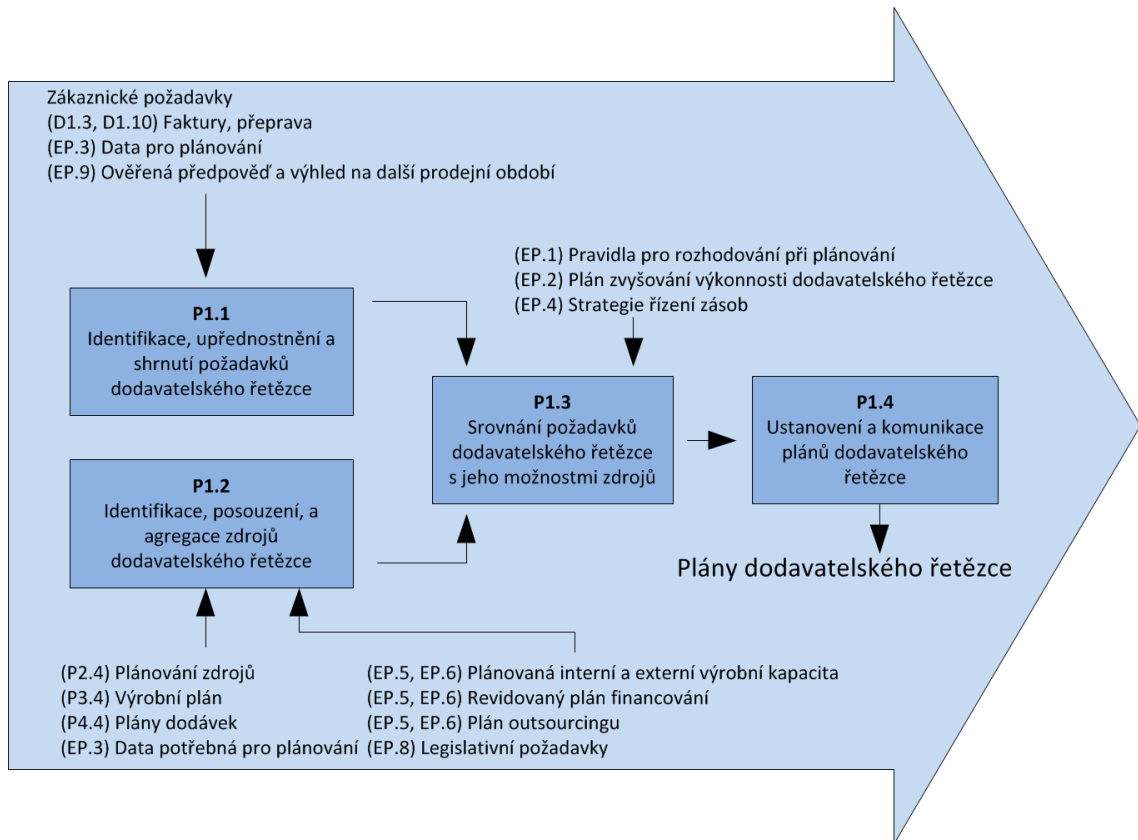 Zákaznické požadavky
(D1.3, D1.10) Faktury, přeprava
(EP.3) Data pro plánování
(EP.9) Ověřená předpověď a výhled na další prodejní období
(EP.1) Pravidla pro rozhodování při plánování
(EP.2) Plán zvyšování výkonnosti dodavatelského řetězce
(EP.4) Strategie řízení zásob
P1.1
Identifikace, upřednostnění a
shrnutí požadavků
dodavatelského řetězce
P1.2
Identifikace, posouzení, a
agregace zdrojů
dodavatelského řetězce
P1.3
Srovnání požadavků
dodavatelského řetězce
s jeho možnostmi zdrojů
P1.4
Ustanovení a komunikace
plánů dodavatelského
řetězce
Plány dodavatelského řetězce
(P2.4) Plánování zdrojů
(P3.4) Výrobní plán
(P4.4) Plány dodávek
(EP.3) Data potřebná pro plánování
(EP.5, EP.6) Plánovaná interní a externí výrobní kapacita
(EP.5, EP.6) Revidovaný plán financování
(EP.5, EP.6) Plán outsourcingu
(EP.8) Legislativní požadavky